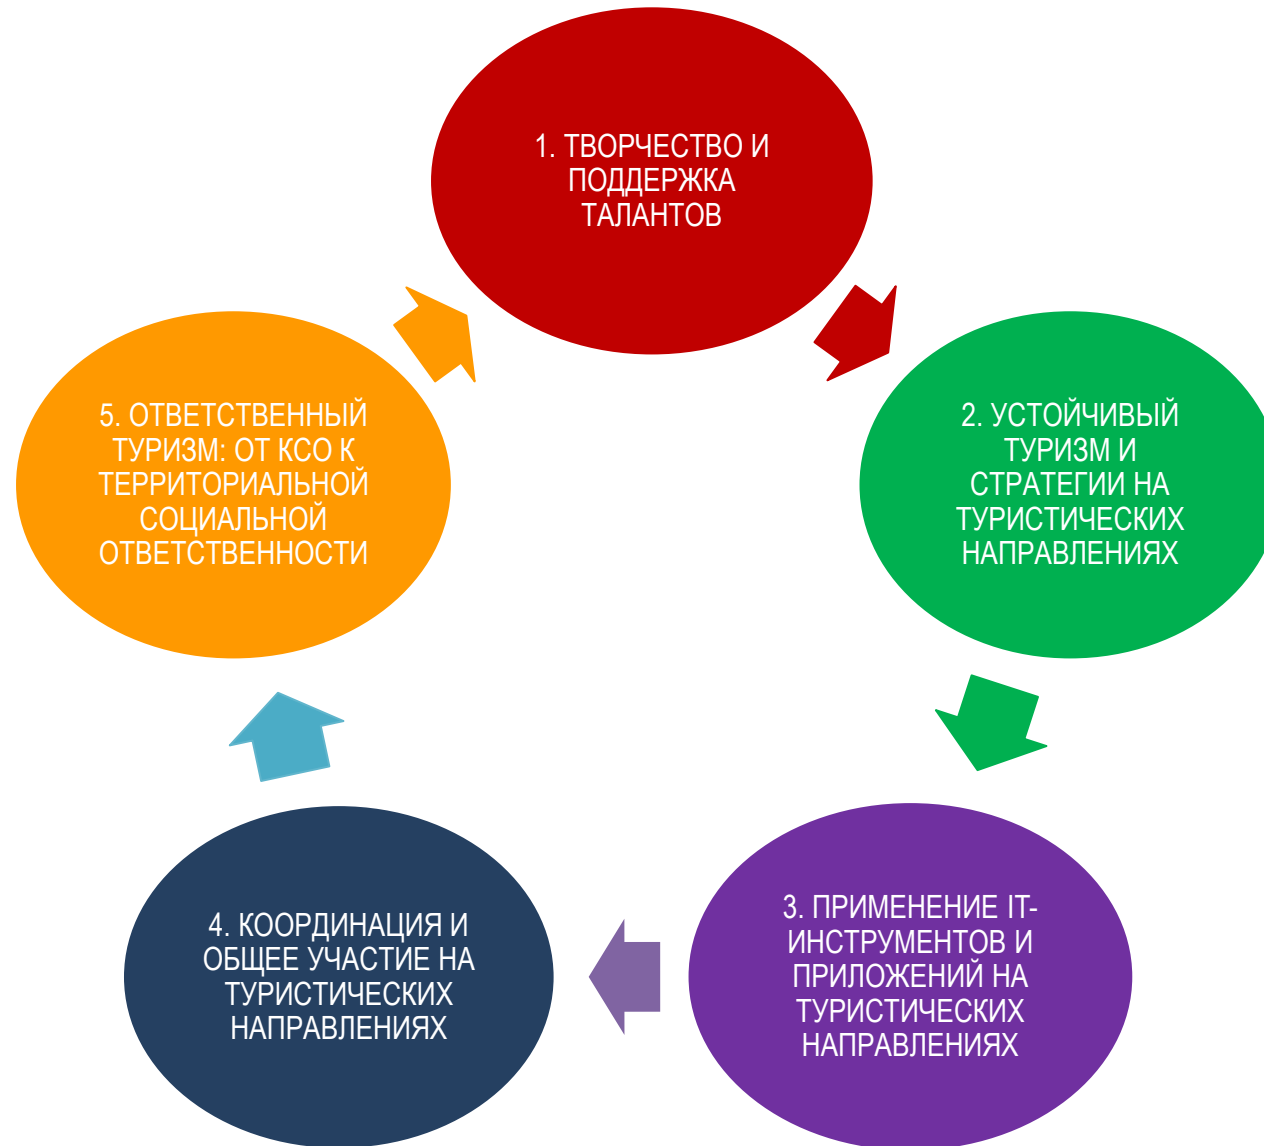 1. ТВОРЧЕСТВО И
ПОДДЕРЖКА
ТАЛАНТОВ
2. УСТОЙЧИВЫЙ
ТУРИЗМ И
СТРАТЕГИИ НА
ТУРИСТИЧЕСКИХ
НАПРАВЛЕНИЯХ
3. ПРИМЕНЕНИЕ IT-
ИНСТРУМЕНТОВ И
ПРИЛОЖЕНИЙ НА
ТУРИСТИЧЕСКИХ
НАПРАВЛЕНИЯХ
4. КООРДИНАЦИЯ И
ОБЩЕЕ УЧАСТИЕ НА
ТУРИСТИЧЕСКИХ
НАПРАВЛЕНИЯХ
5. ОТВЕТСТВЕННЫЙ
ТУРИЗМ: ОТ КСО К
ТЕРРИТОРИАЛЬНОЙ
СОЦИАЛЬНОЙ
ОТВЕТСТВЕННОСТИ